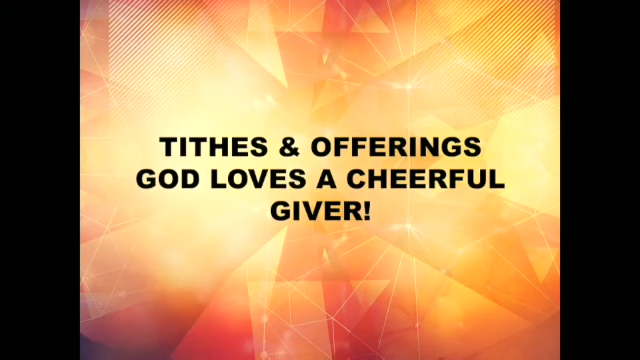 TITHES & OFFERINGS
GOD LOVES A CHEERFUL
GIVER!